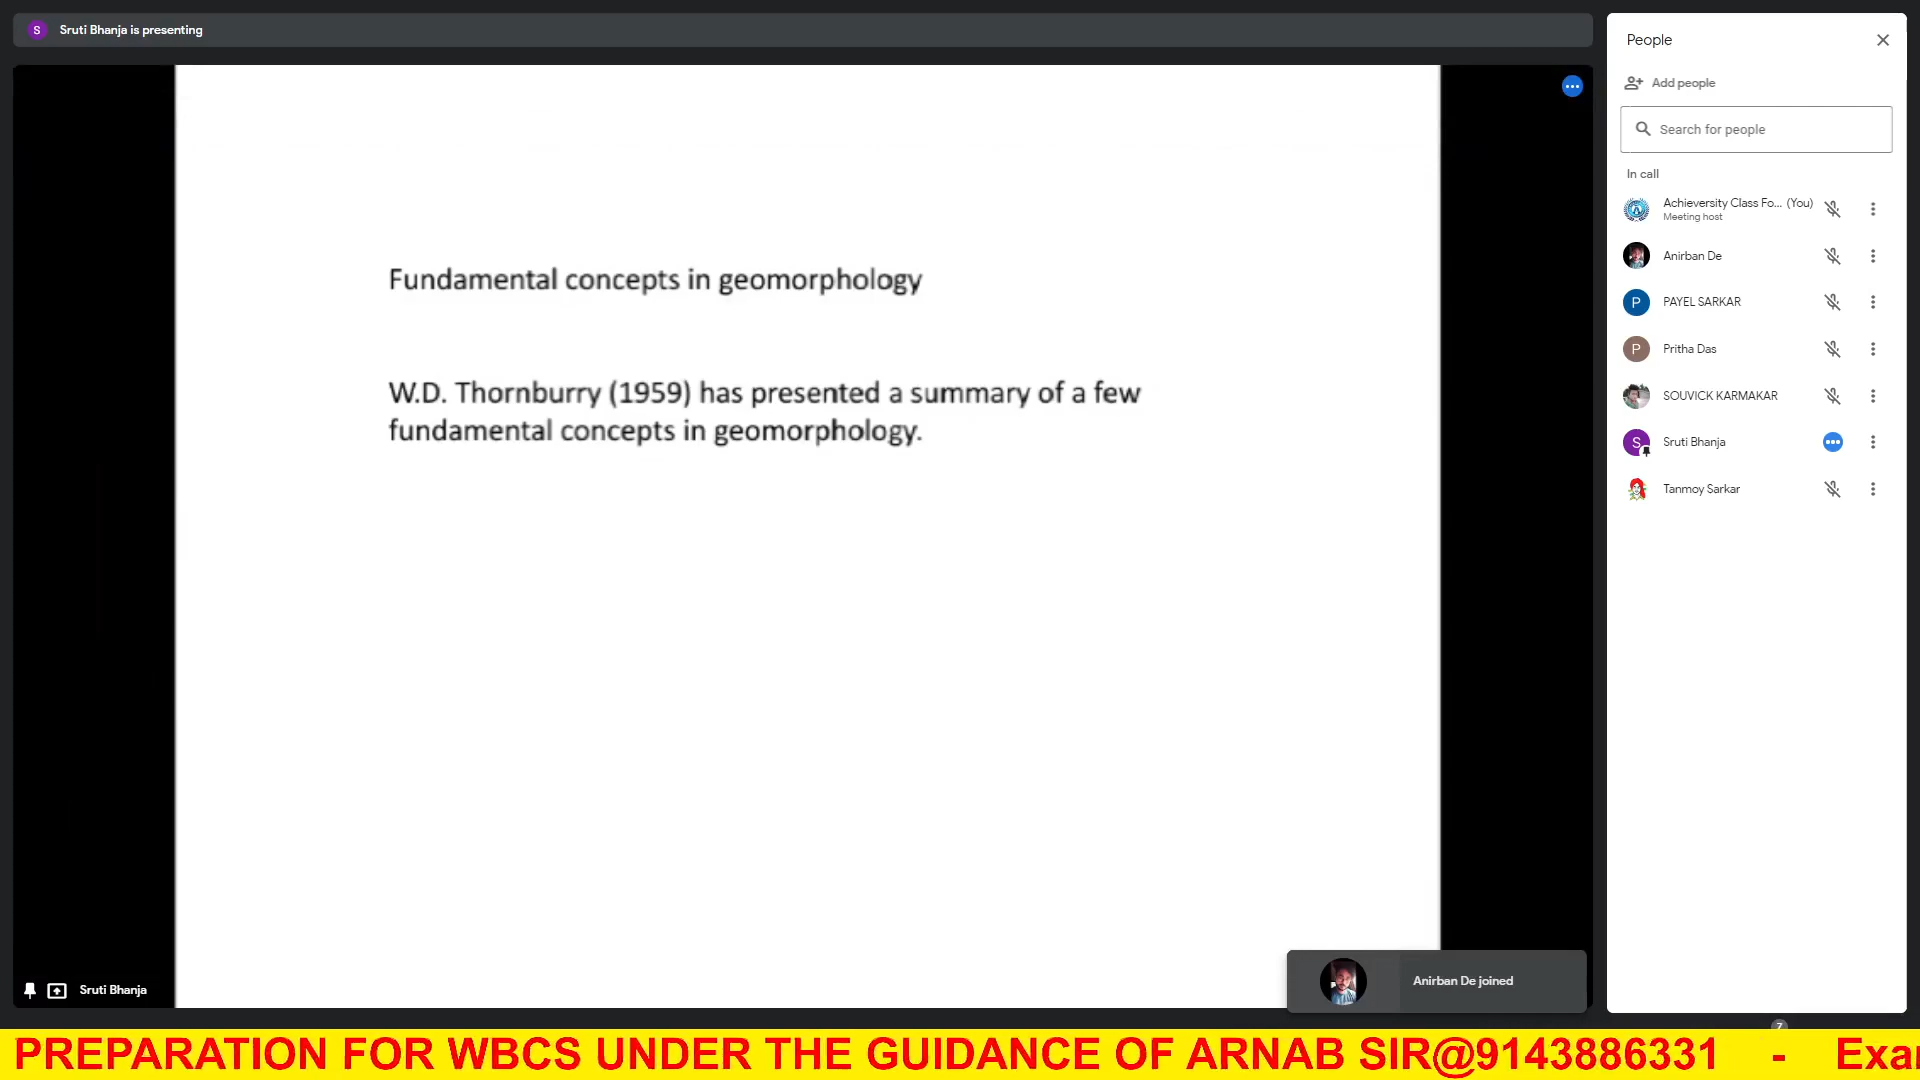 S Sruti Bhanja is presenting
Fundamental concepts in geomorphology
W.D. Thornburry (1959) has presented a summary of a few
fundamental concepts in geomorphology.
Sruti Bhanja
Anirban De joined
People
Add people
Search for people
In call
Achieversity Class Fo... (You)
Meeting host
Anirban De
P PAYEL SARKAR
P Pritha Das
SOUVICK KARMAKAR
S Sruti Bhanja
Tanmoy Sarkar
7
PREPARATION FOR WBCS UNDER THE GUIDANCE OF ARNAB SIR@9143886331 - Exa